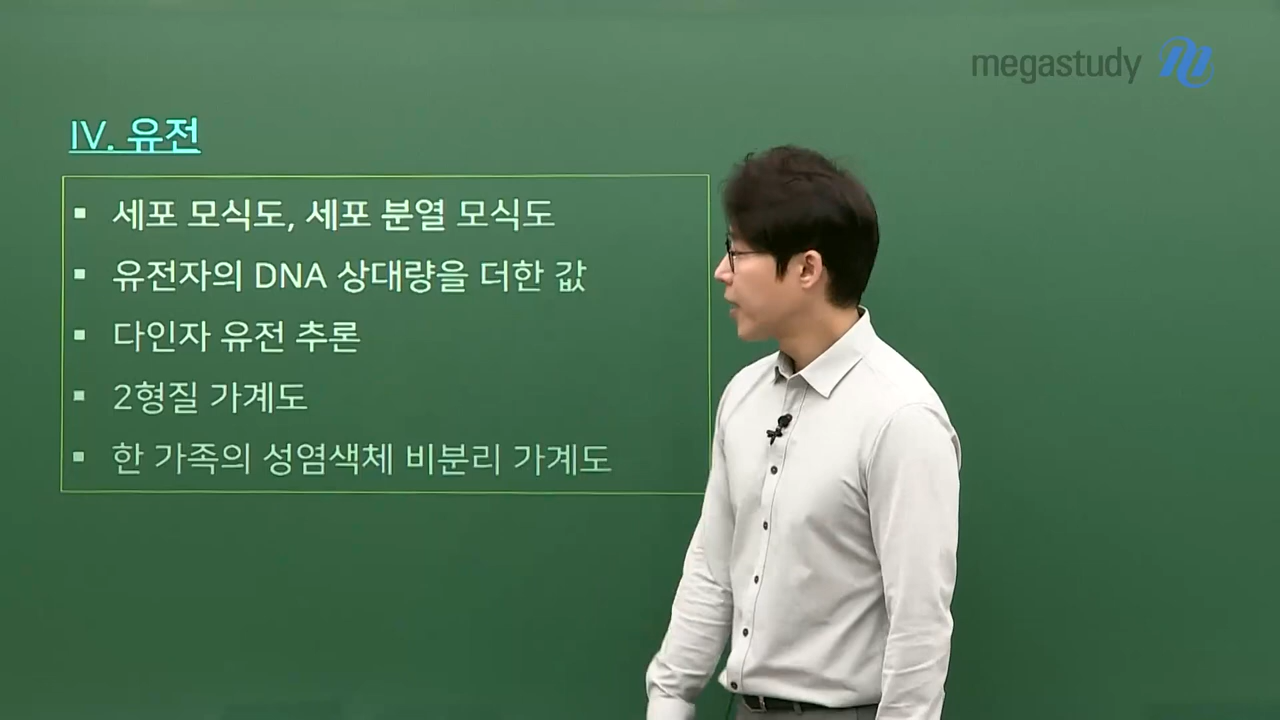 megastudy
IV. 유전
▪ 세포 모식도, 세포 분열 모식도
▪ 유전자의 DNA 상대량을 더한 값
▪ 다인자 유전 추론
▪ 2형질 가계도
▪ 한 가족의 성염색체 비분리 가계도